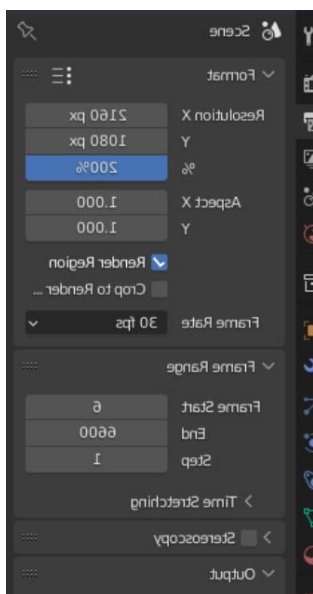 Scene
Format
Resolution X 2160 px
Y 1080 px
% 200%
Aspect X 1.000
Y 1.000
Render Region
Crop to Render ...
Frame Rate 30 fps
Frame Range
Frame Start 6
End 6600
Step 1
Time Stretching
Stereoscopy
Output